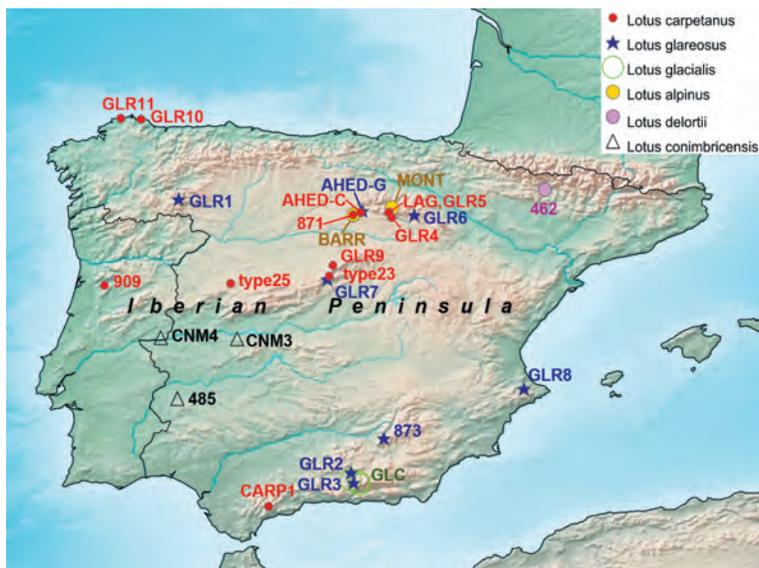 Lotus carpetanus
Lotus glareosus
Lotus glacialis
Lotus alpinus
Lotus delortii
Lotus conimbricensis
GLR11
GLR10
MONT
AHED-G
GLR1
AHED-C
LAG,GLR5
871
GLR6
462
BARR
GLR4
GLR9
909
type25
type23
GLR7
Iberian Peninsula
CNM4
CNM3
GLR8
485
873
GLR2
GLC
GLR3
CARP1